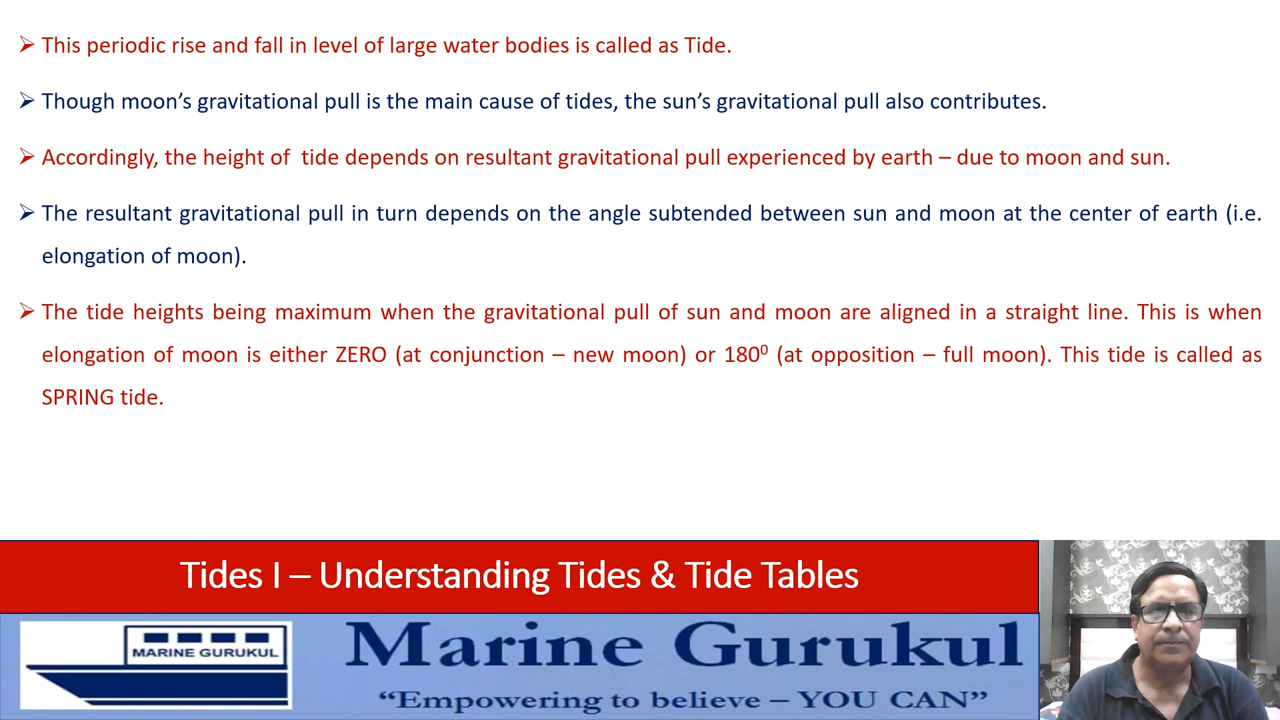 ➢ This periodic rise and fall in level of large water bodies is called as Tide.
➢ Though moon’s gravitational pull is the main cause of tides, the sun’s gravitational pull also contributes.
➢ Accordingly, the height of  tide depends on resultant gravitational pull experienced by earth – due to moon and sun.
➢ The resultant gravitational pull in turn depends on the angle subtended between sun and moon at the center of earth (i.e.
elongation of moon).
➢ The tide heights being maximum when the gravitational pull of sun and moon are aligned in a straight line. This is when
elongation of moon is either ZERO (at conjunction – new moon) or 180⁰ (at opposition – full moon). This tide is called as
SPRING tide.
Tides I – Understanding Tides & Tide Tables
MARINE GURUKUL
Marine Gurukul
“Empowering to believe – YOU CAN”